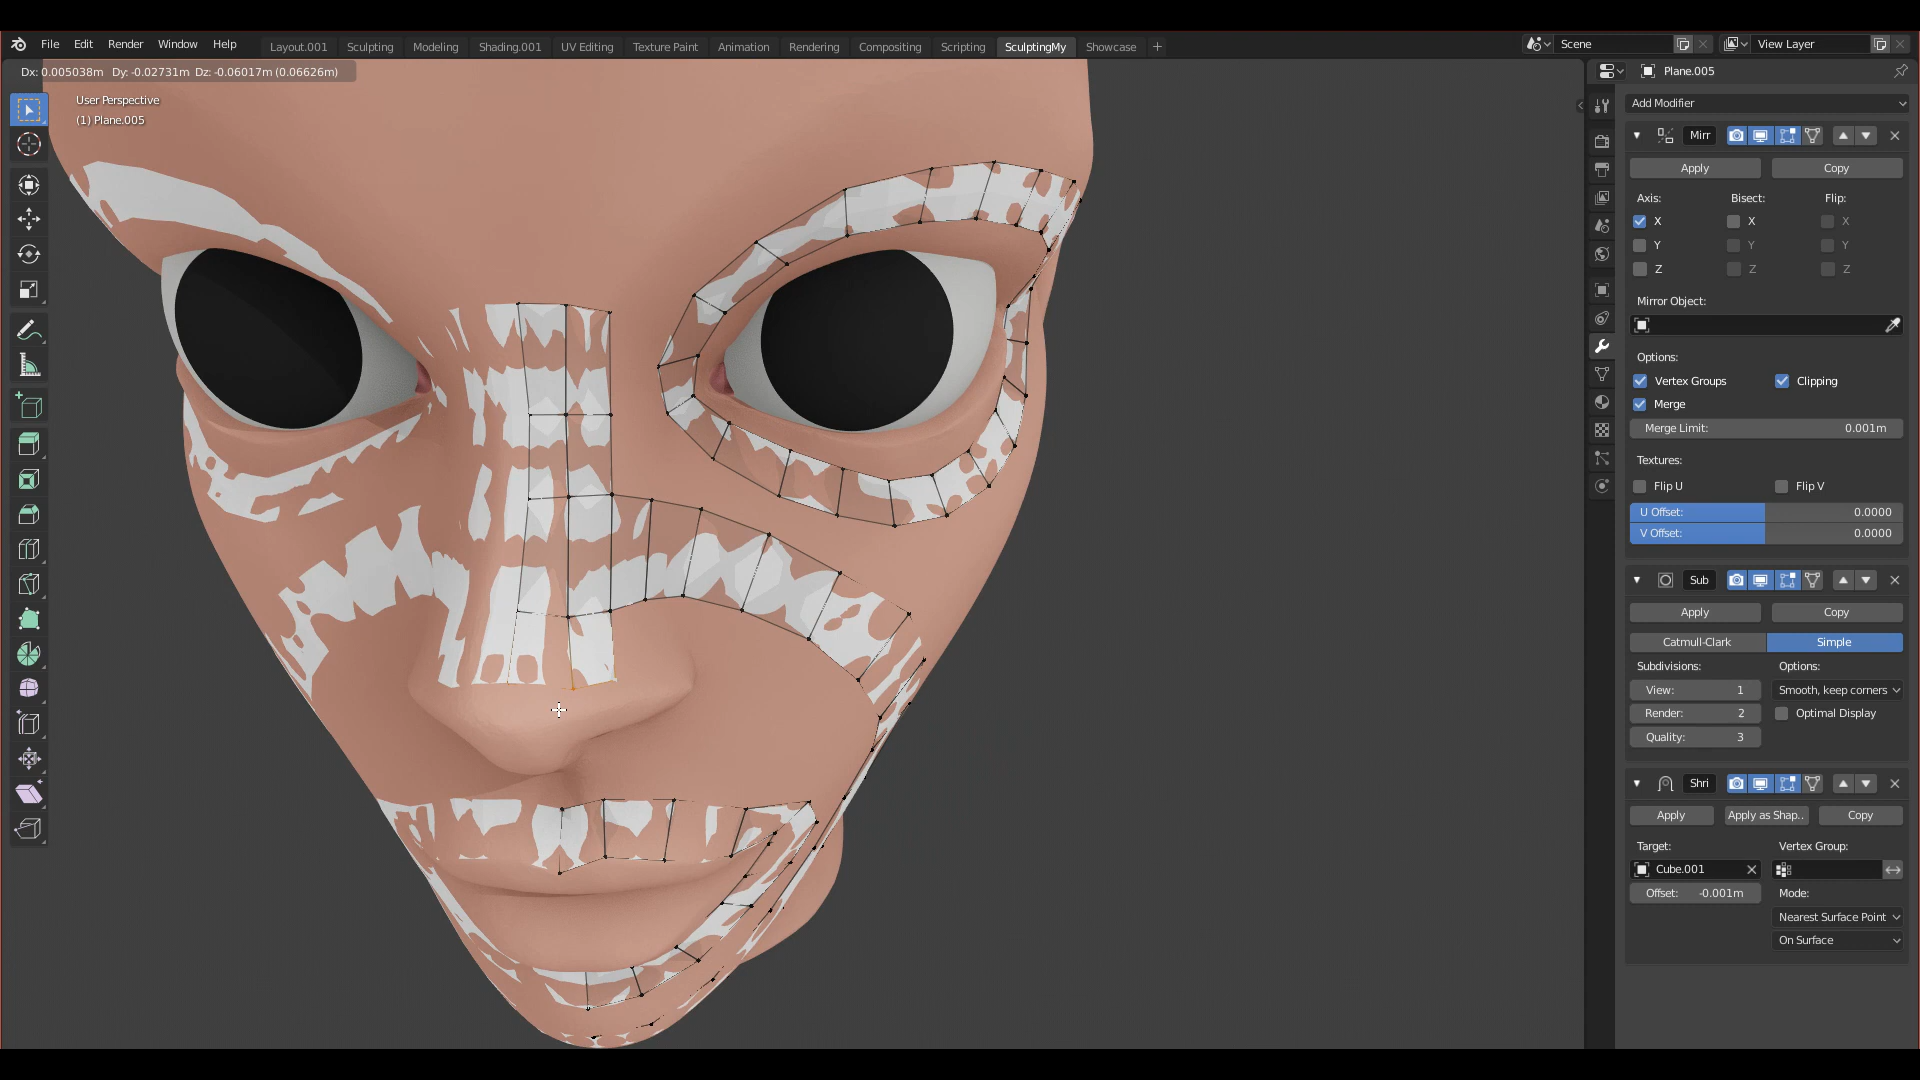 File Edit Render Window Help Layout.001 Sculpting Modeling Shading.001 UV Editing Texture Paint Animation Rendering Compositing Scripting SculptingMy Showcase + Scene View Layer
Dx: 0.005038m Dy: -0.02731m Dz: -0.06017m (0.06626m)
Plane.005
User Perspective
(1) Plane.005
Add Modifier
Mirr
Apply Copy
Axis: Bisect: Flip:
X X X
Y Y Y
Z Z Z
Mirror Object:
Options:
Vertex Groups Clipping
Merge
Merge Limit: 0.001m
Textures:
Flip U Flip V
U Offset: 0.0000
V Offset: 0.0000
Sub
Apply Copy
Catmull-Clark Simple
Subdivisions: Options:
View: 1 Smooth, keep corners
Render: 2 Optimal Display
Quality: 3
Shri
Apply Apply as Shap.. Copy
Target: Vertex Group:
Cube.001
Offset: -0.001m Mode:
Nearest Surface Point
On Surface